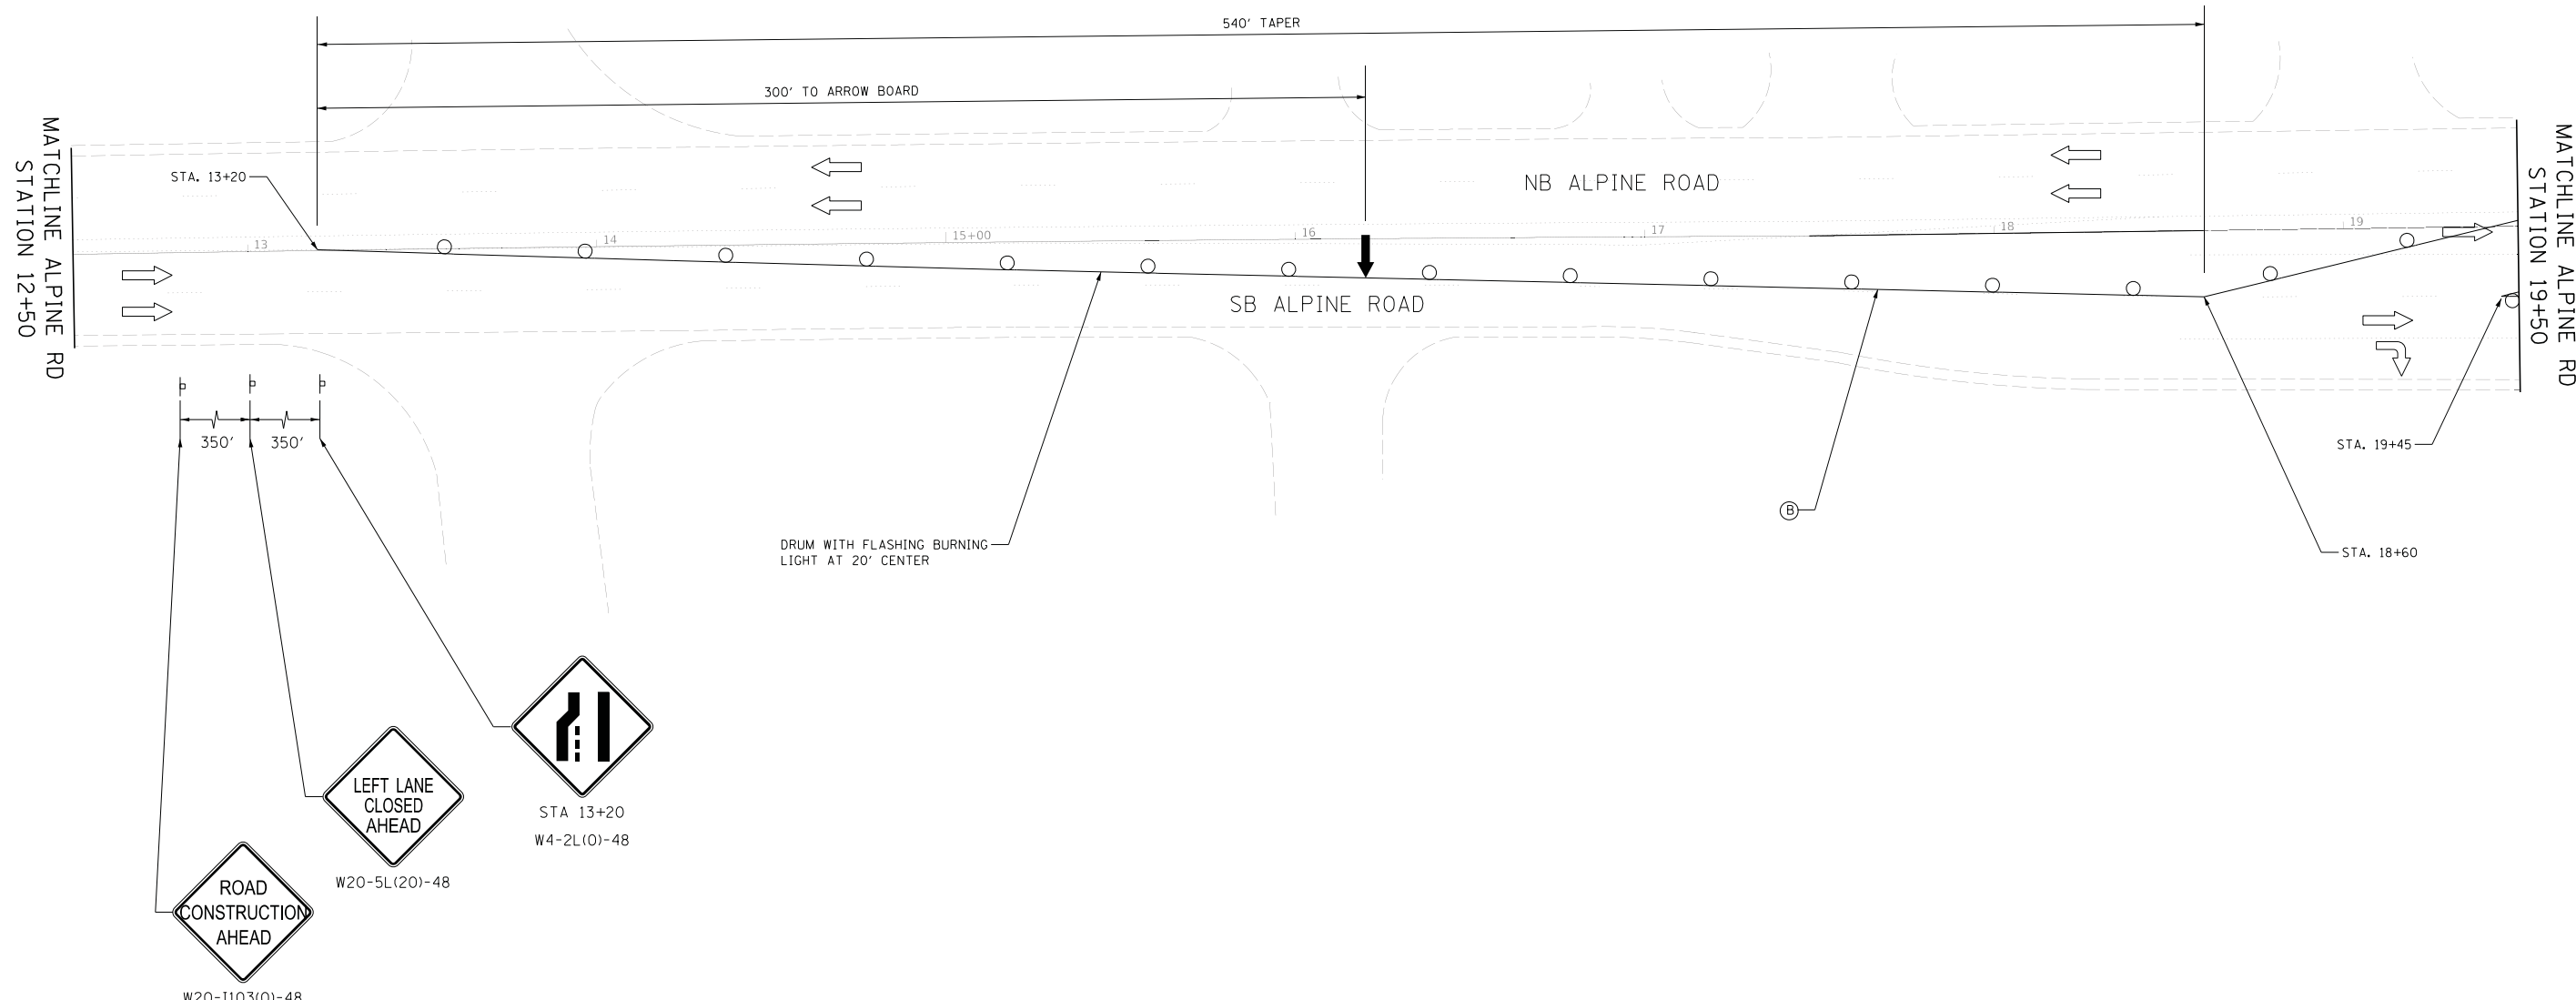 540' TAPER
300' TO ARROW BOARD
MATCHLINE ALPINE RD
STATION 12+50
STA. 13+20
NB ALPINE ROAD
MATCHLINE ALPINE RD
STATION 19+50
13
14
15+00
16
17
18
19
SB ALPINE ROAD
350'
350'
STA. 19+45
B
DRUM WITH FLASHING BURNING
LIGHT AT 20' CENTER
STA. 18+60
STA 13+20
W4-2L(O)-48
LEFT LANE
CLOSED
AHEAD
W20-5L(20)-48
ROAD
CONSTRUCTION
AHEAD
W20-I103(O)-48